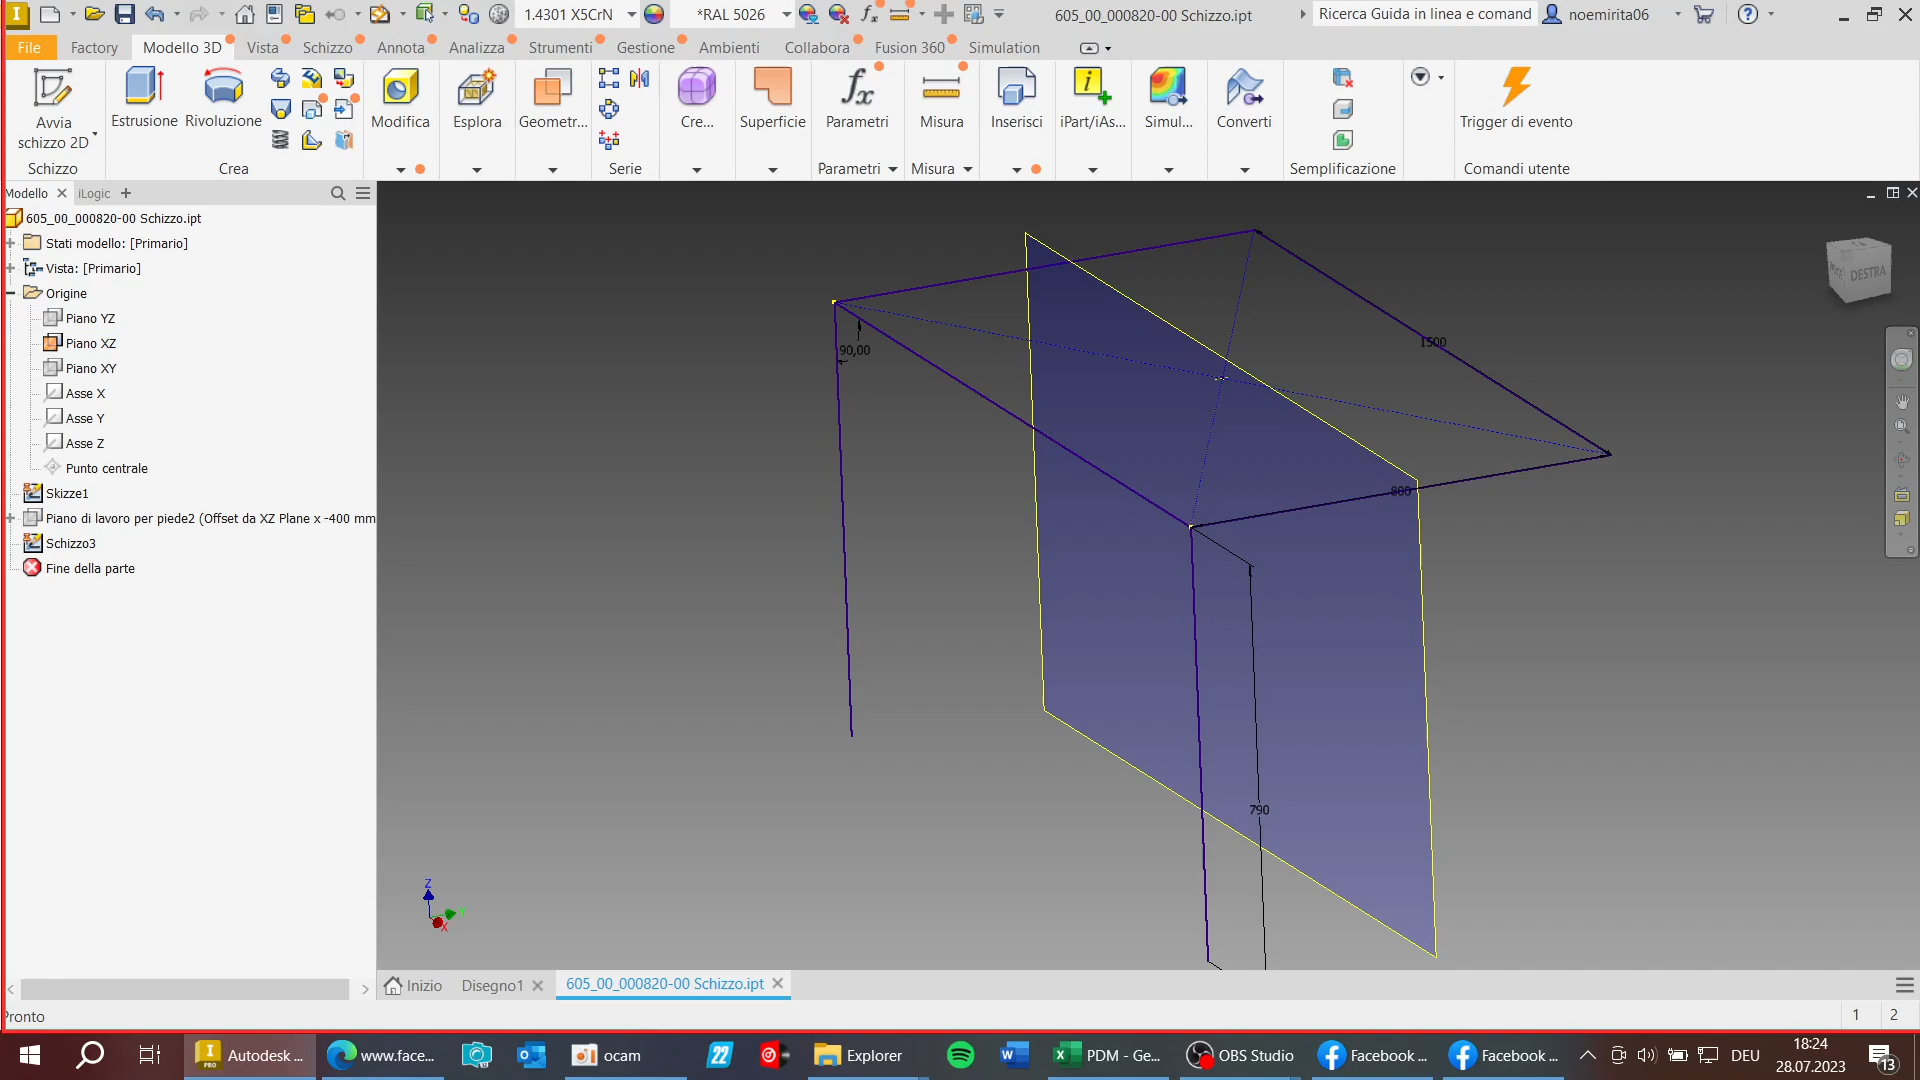 1.4301 X5CrN
*RAL 5026
605_00_000820-00 Schizzo.ipt
Ricerca Guida in linea e comand
noemirita06
File
Factory
Modello 3D
Vista
Schizzo
Annota
Analizza
Strumenti
Gestione
Ambienti
Collabora
Fusion 360
Simulation
Avvia
schizzo 2D
Estrusione
Rivoluzione
Modifica
Esplora
Geometr...
Cre...
Superficie
Parametri
Misura
Inserisci
iPart/iAs...
Simul...
Converti
Trigger di evento
Schizzo
Crea
Serie
Parametri
Misura
Semplificazione
Comandi utente
Modello
iLogic
605_00_000820-00 Schizzo.ipt
Stati modello: [Primario]
Vista: [Primario]
Origine
Piano YZ
Piano XZ
Piano XY
Asse X
Asse Y
Asse Z
Punto centrale
Skizze1
Piano di lavoro per piede2 (Offset da XZ Plane x -400 mm
Schizzo3
Fine della parte
DESTRA
90,00
1500
800
790
Z
Y
X
Inizio
Disegno1
605_00_000820-00 Schizzo.ipt
Pronto
1
2
Autodesk ...
www.face...
ocam
22
Explorer
PDM - Ge...
OBS Studio
Facebook ...
Facebook ...
DEU
18:24
28.07.2023
13